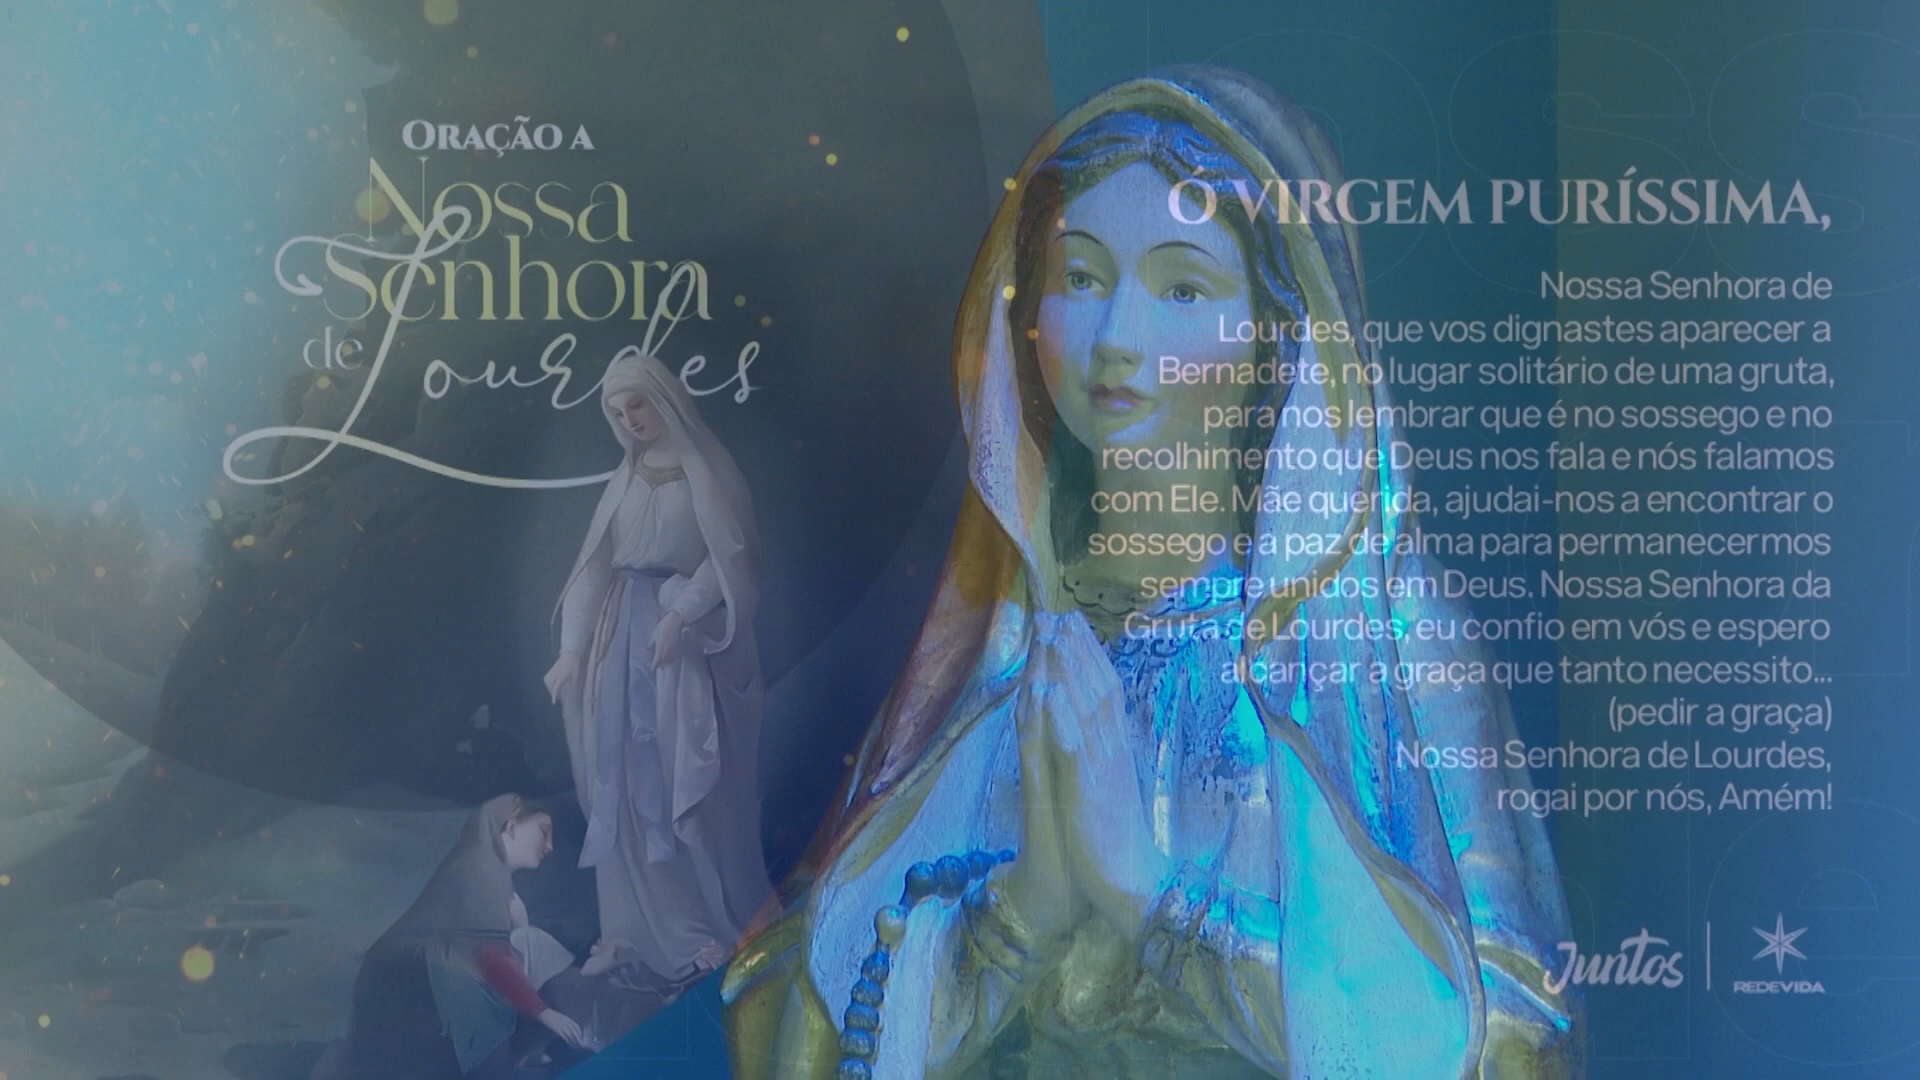 ORAÇÃO A
Nossa
Senhora
de Lourdes
Ó VIRGEM PURÍSSIMA,
Nossa Senhora de
Lourdes, que vos dignastes aparecer a
Bernadete, no lugar solitário de uma gruta,
para nos lembrar que é no sossego e no
recolhimento que Deus nos fala e nós falamos
com Ele. Mãe querida, ajudai-nos a encontrar o
sossego e a paz de alma para permanecermos
sempre unidos em Deus. Nossa Senhora da
Gruta de Lourdes, eu confio em vós e espero
alcançar a graça que tanto necessito...
(pedir a graça)
Nossa Senhora de Lourdes,
rogai por nós, Amém!
Juntos
REDEVIDA